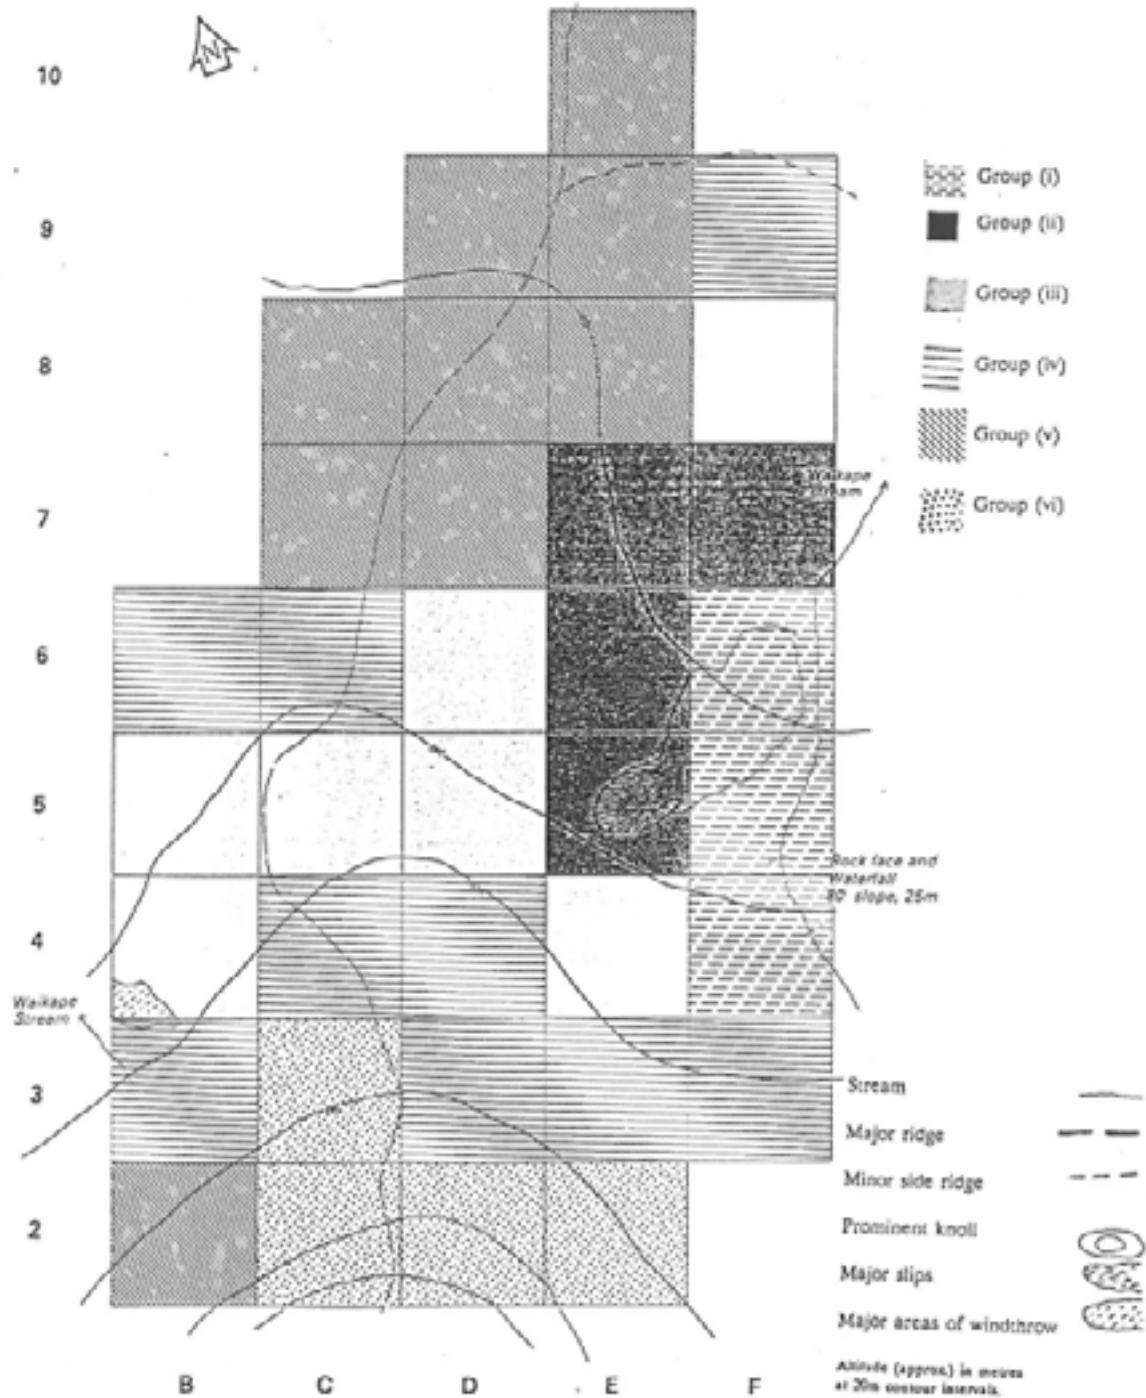 N
10
9
8
7
6
5
4
3
2
B
C
D
E
F
Group (i)
Group (ii)
Group (iii)
Group (iv)
Group (v)
Group (vi)
Waikape
Stream
Rock face and
Waterfall
80 slope, 25m
Waikape
Stream
Stream
Major ridge
Minor side ridge
Prominent knoll
Major slips
Major areas of windthrow
Altitude (approx.) in metres
at 20m contour intervals.